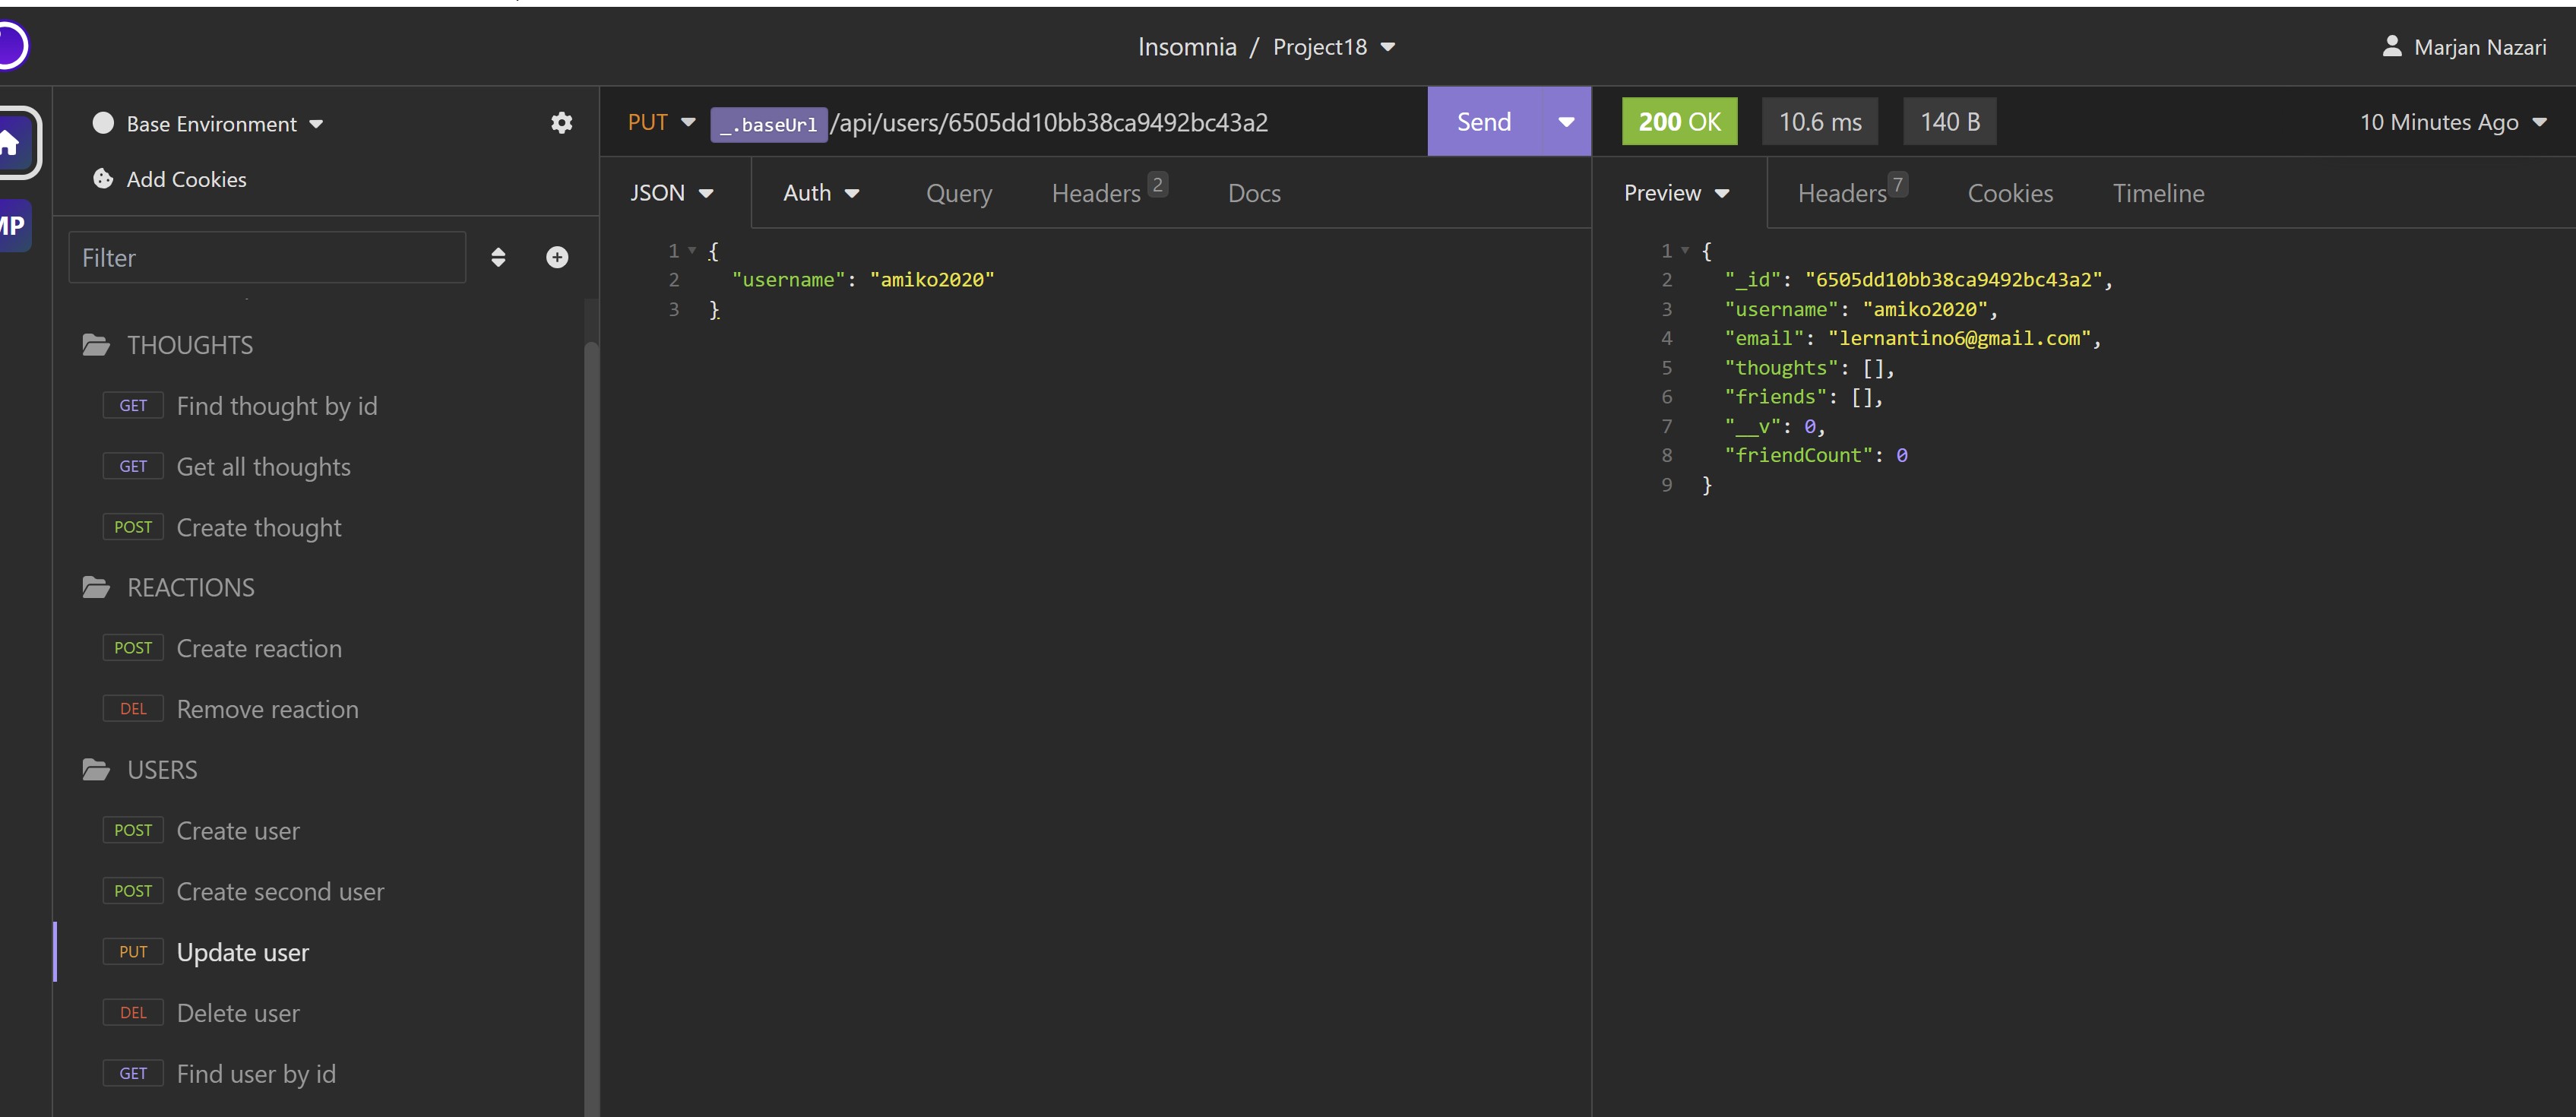 Insomnia / Project18
Marjan Nazari
Base Environment
Add Cookies
MP
Filter
THOUGHTS
GET Find thought by id
GET Get all thoughts
POST Create thought
REACTIONS
POST Create reaction
DEL Remove reaction
USERS
POST Create user
POST Create second user
PUT Update user
DEL Delete user
GET Find user by id
PUT _.baseUrl /api/users/6505dd10bb38ca9492bc43a2 Send
JSON Auth Query Headers 2 Docs
1 {
2 "username": "amiko2020"
3 }
200 OK 10.6 ms 140 B 10 Minutes Ago
Preview Headers 7 Cookies Timeline
1 {
2 "_id": "6505dd10bb38ca9492bc43a2",
3 "username": "amiko2020",
4 "email": "lernantino6@gmail.com",
5 "thoughts": [],
6 "friends": [],
7 "__v": 0,
8 "friendCount": 0
9 }